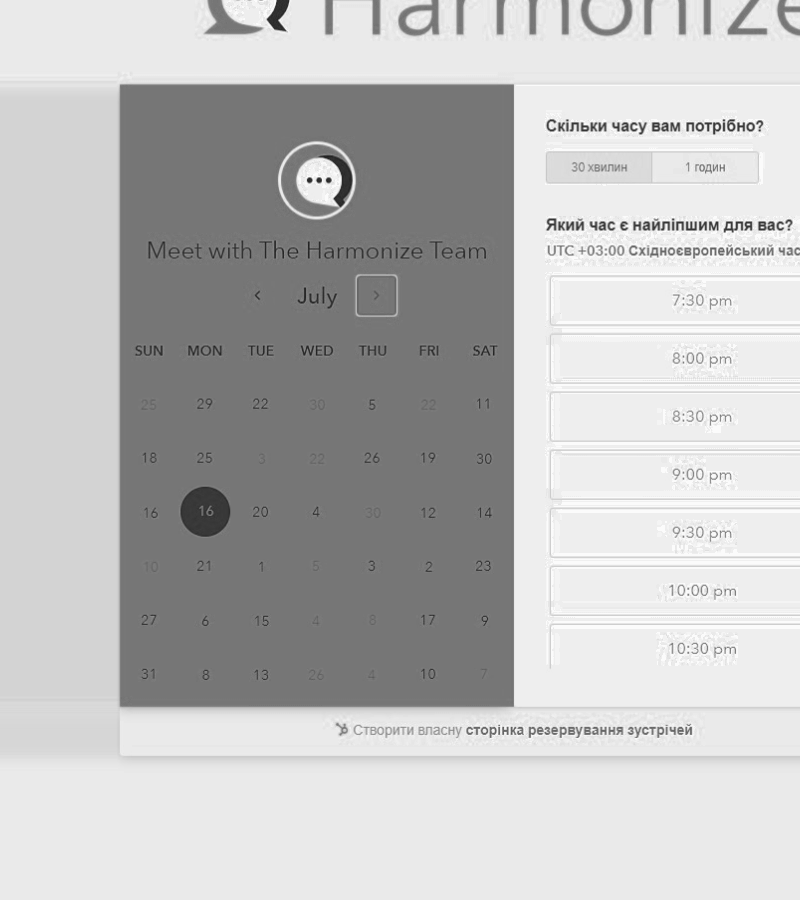 Harmonize
Meet with The Harmonize Team
July
SUN MON TUE WED THU FRI SAT
25 29 22 30 5 22 11
18 25 3 22 26 19 30
16 16 20 4 30 12 14
10 21 1 5 3 2 23
27 6 15 4 8 17 9
31 8 13 26 4 10 7
Скільки часу вам потрібно?
30 хвилин 1 годин
Який час є найліпшим для вас?
UTC +03:00 Східноєвропейський час
7:30 pm
8:00 pm
8:30 pm
9:00 pm
9:30 pm
10:00 pm
10:30 pm
Створити власну сторінка резервування зустрічей